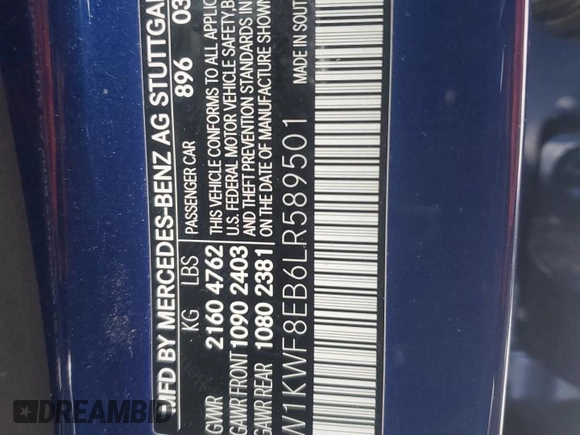 MFD BY MERCEDES-BENZ AG STUTTGA
896 03
KG LBS PASSENGER CAR
GVWR 2160 4762 THIS VEHICLE CONFORMS TO ALL APPLIC
GAWR FRONT 1090 2403 U.S. FEDERAL MOTOR VEHICLE SAFETY, B
GAWR REAR 1080 2381 AND THEFT PREVENTION STANDARDS
ON THE DATE OF MANUFACTURE
W1KWF8EB6LR589501 MADE IN SOUT
DREAMBID